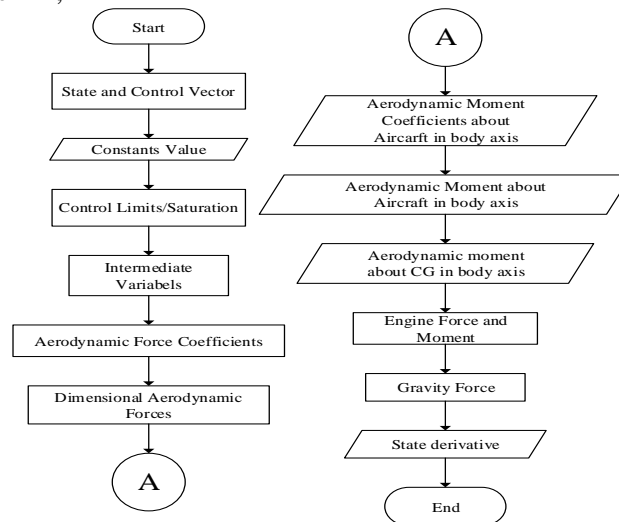 Start
State and Control Vector
Constants Value
Control Limits/Saturation
Intermediate
Variabels
Aerodynamic Force Coefficients
Dimensional Aerodynamic
Forces
A
A
Aerodynamic Moment
Coefficients about
Aircarft in body axis
Aerodynamic Moment about
Aircraft in body axis
Aerodynamic moment
about CG in body axis
Engine Force and
Moment
Gravity Force
State derivative
End